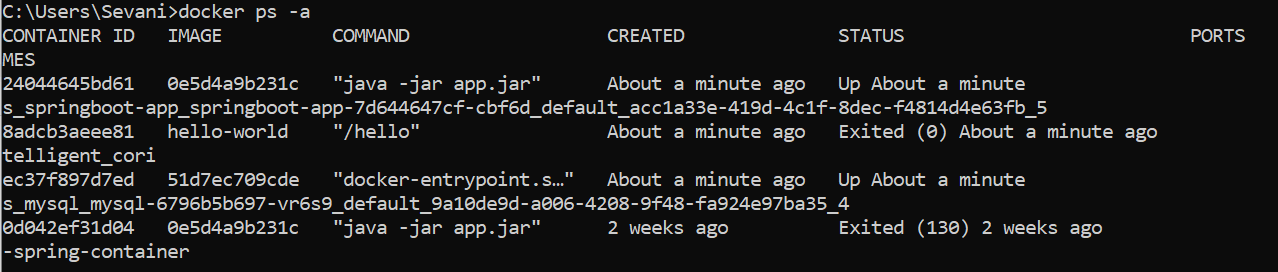 C:\Users\Sevani>docker ps -a
CONTAINER ID   IMAGE          COMMAND                CREATED              STATUS                          PORTS
MES
24044645bd61   0e5d4a9b231c   "java -jar app.jar"    About a minute ago   Up About a minute
s_springboot-app_springboot-app-7d644647cf-cbf6d_default_acc1a33e-419d-4c1f-8dec-f4814d4e63fb_5
8adcb3aeee81   hello-world    "/hello"               About a minute ago   Exited (0) About a minute ago
telligent_cori
ec37f897d7ed   51d7ec709cde   "docker-entrypoint.s…"   About a minute ago   Up About a minute
s_mysql_mysql-6796b5b697-vr6s9_default_9a10de9d-a006-4208-9f48-fa924e97ba35_4
0d042ef31d04   0e5d4a9b231c   "java -jar app.jar"    2 weeks ago          Exited (130) 2 weeks ago
-spring-container